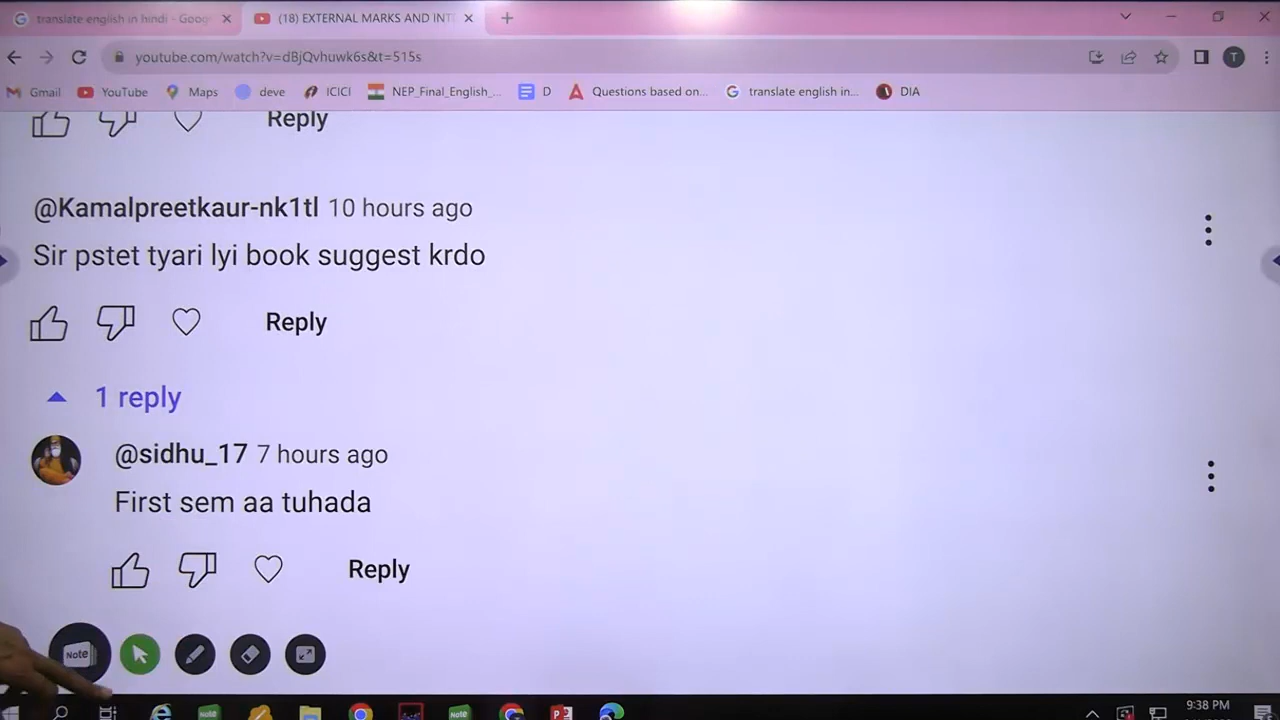 translate english in hindi - Goog
(18) EXTERNAL MARKS AND INT
youtube.com/watch?v=dBjQvhuwk6s&t=515s
T
Gmail
YouTube
Maps
deve
ICICI
NEP_Final_English_...
D
Questions based on...
translate english in...
DIA
Reply
@Kamalpreetkaur-nk1tl 10 hours ago
Sir pstet tyari lyi book suggest krdo
Reply
1 reply
@sidhu_17 7 hours ago
First sem aa tuhada
Reply
Note
Note
Note
9:38 PM